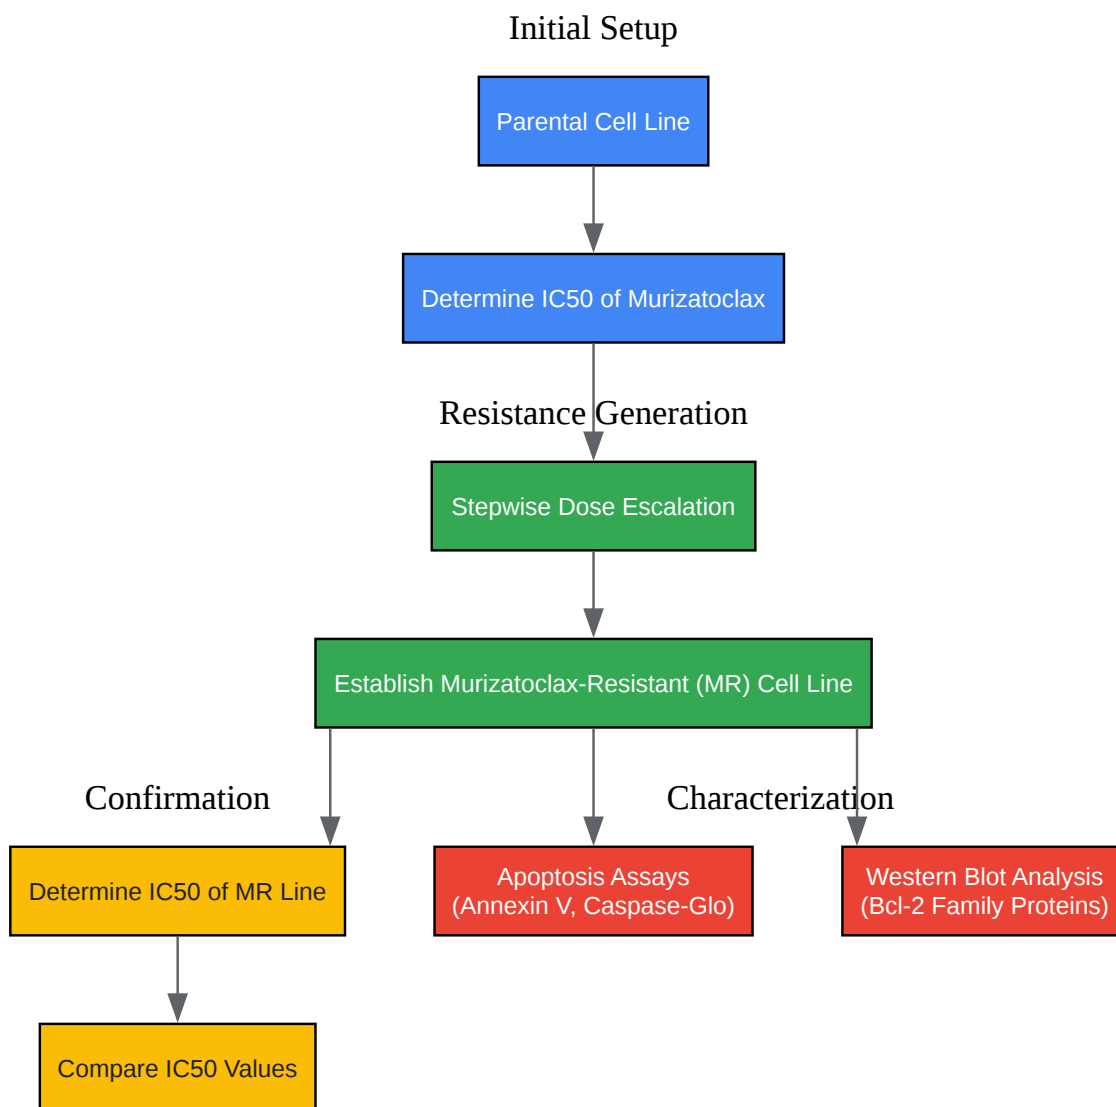 Initial Setup
Parental Cell Line
Determine IC50 of Murizatoclax
Resistance Generation
Stepwise Dose Escalation
Establish Murizatoclax-Resistant (MR) Cell Line
Confirmation
Characterization
Determine IC50 of MR Line
Apoptosis Assays
(Annexin V, Caspase-Glo)
Western Blot Analysis
(Bcl-2 Family Proteins)
Compare IC50 Values